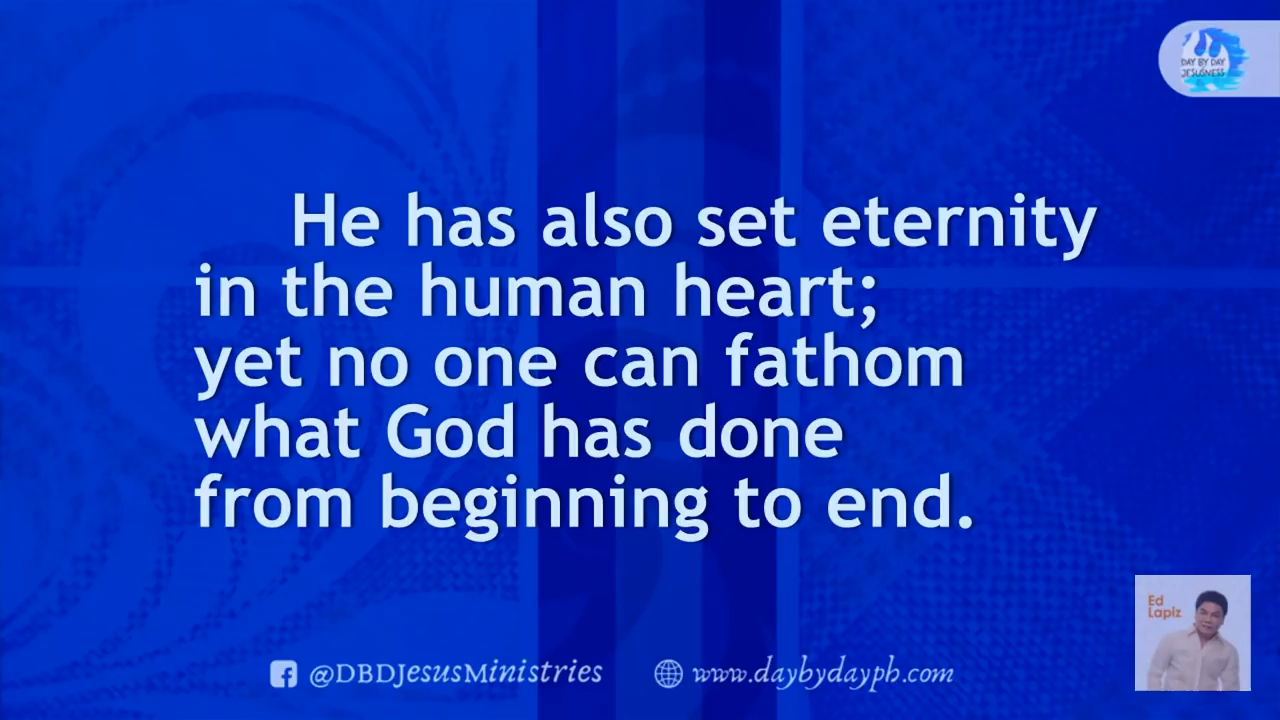 DAY BY DAY
JESUSNESS
He has also set eternity
in the human heart;
yet no one can fathom
what God has done
from beginning to end.
Ed
Lapiz
@DBDJesusMinistries
www.daybydayph.com